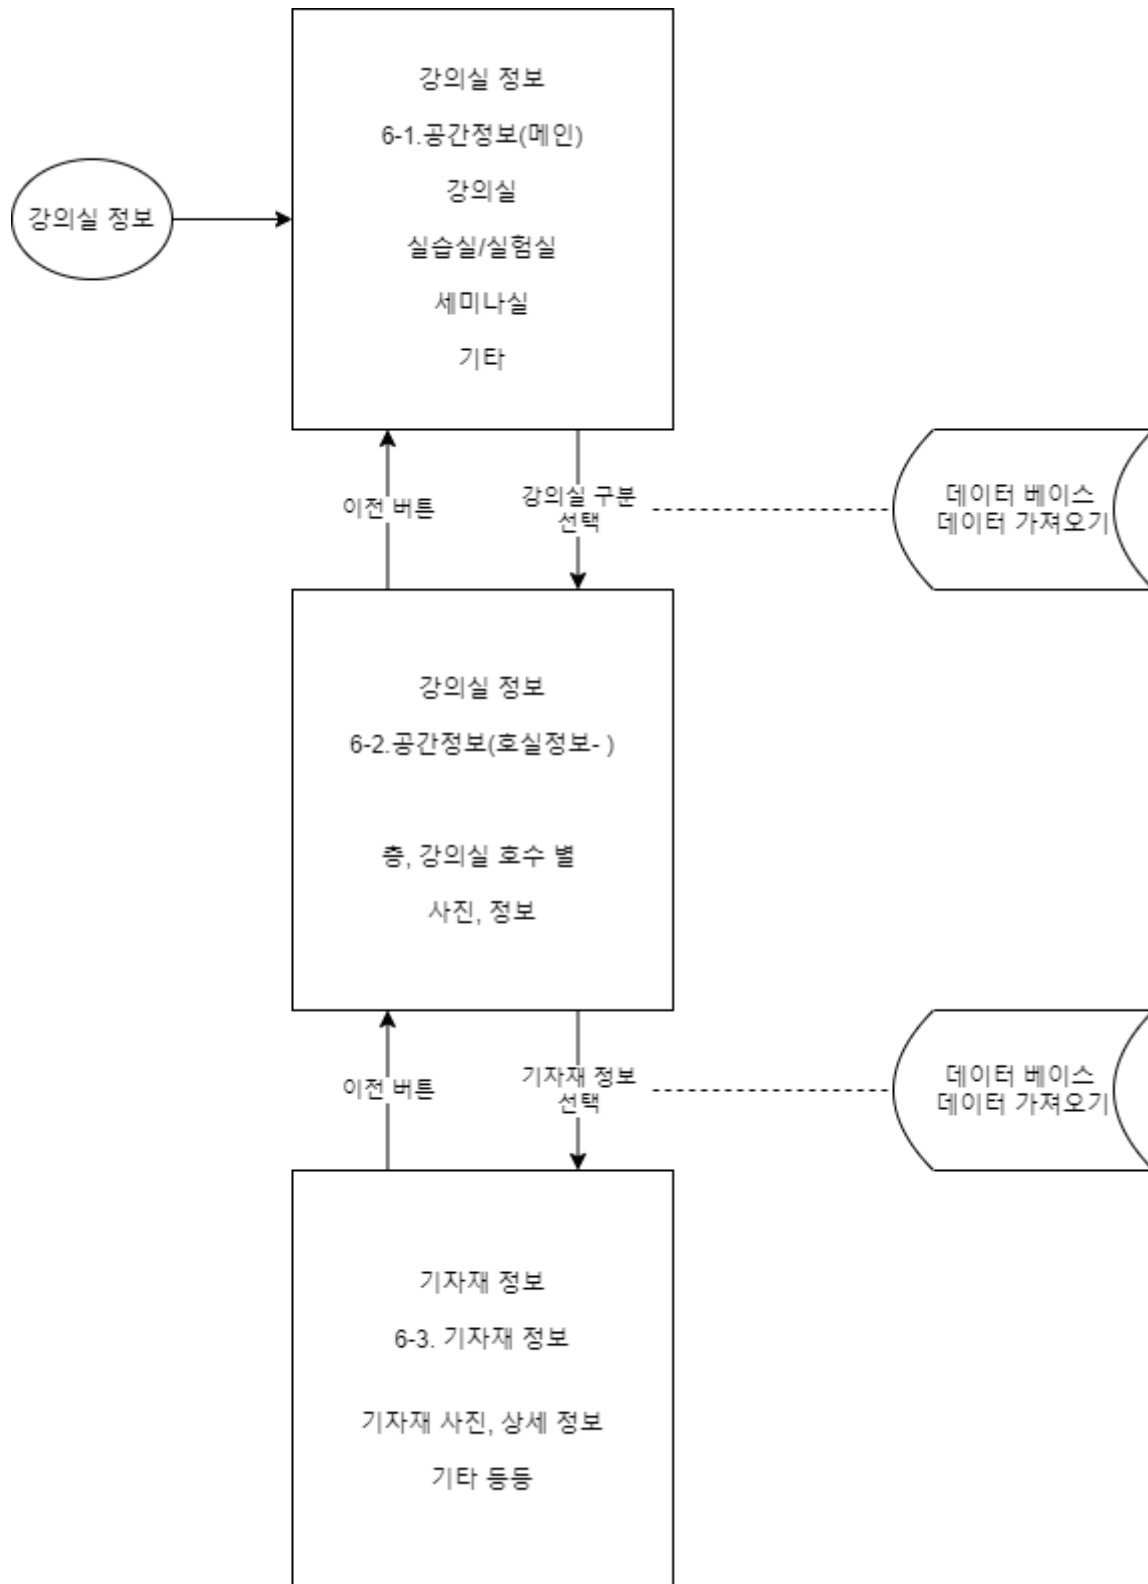 강의실 정보
강의실 정보
6-1.공간정보(메인)
강의실
실습실/실험실
세미나실
기타
이전 버튼
강의실 구분
선택
데이터 베이스
데이터 가져오기
강의실 정보
6-2.공간정보(호실정보- )
층, 강의실 호수 별
사진, 정보
이전 버튼
기자재 정보
선택
데이터 베이스
데이터 가져오기
기자재 정보
6-3. 기자재 정보
기자재 사진, 상세 정보
기타 등등